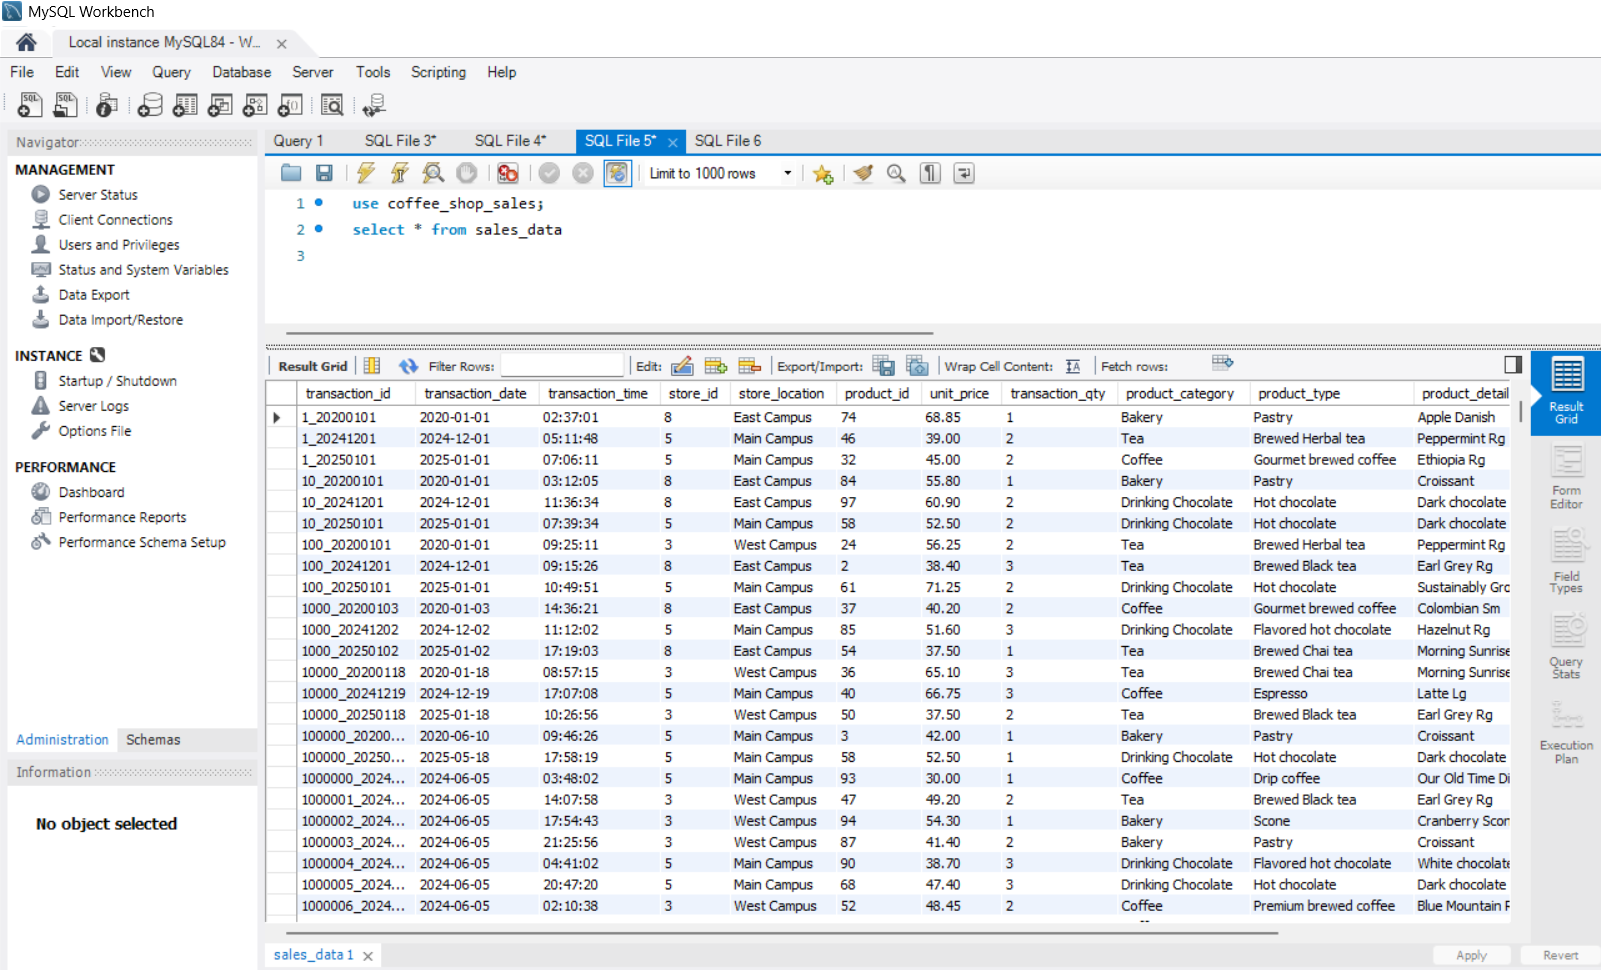 MySQL Workbench
Local instance MySQL84 - W...
File Edit View Query Database Server Tools Scripting Help
Navigator
MANAGEMENT
Server Status
Client Connections
Users and Privileges
Status and System Variables
Data Export
Data Import/Restore
INSTANCE
Startup / Shutdown
Server Logs
Options File
PERFORMANCE
Dashboard
Performance Reports
Performance Schema Setup
Administration Schemas
Information
No object selected
Query 1 SQL File 3* SQL File 4* SQL File 5* SQL File 6
Limit to 1000 rows
1 use coffee_shop_sales;
2 select * from sales_data
3
Result Grid Filter Rows: Edit: Export/Import: Wrap Cell Content: Fetch rows:
transaction_id transaction_date transaction_time store_id store_location product_id unit_price transaction_qty product_category product_type product_detail
1_20200101 2020-01-01 02:37:01 8 East Campus 74 68.85 1 Bakery Pastry Apple Danish
1_20241201 2024-12-01 05:11:48 5 Main Campus 46 39.00 2 Tea Brewed Herbal tea Peppermint Rg
1_20250101 2025-01-01 07:06:11 5 Main Campus 32 45.00 2 Coffee Gourmet brewed coffee Ethiopia Rg
10_20200101 2020-01-01 03:12:05 8 East Campus 84 55.80 1 Bakery Pastry Croissant
10_20241201 2024-12-01 11:36:34 8 East Campus 97 60.90 2 Drinking Chocolate Hot chocolate Dark chocolate
10_20250101 2025-01-01 07:39:34 5 Main Campus 58 52.50 2 Drinking Chocolate Hot chocolate Dark chocolate
100_20200101 2020-01-01 09:25:11 3 West Campus 24 56.25 2 Tea Brewed Herbal tea Peppermint Rg
100_20241201 2024-12-01 09:15:26 8 East Campus 2 38.40 3 Tea Brewed Black tea Earl Grey Rg
100_20250101 2025-01-01 10:49:51 5 Main Campus 61 71.25 2 Drinking Chocolate Hot chocolate Sustainably Gro
1000_20200103 2020-01-03 14:36:21 8 East Campus 37 40.20 2 Coffee Gourmet brewed coffee Colombian Sm
1000_20241202 2024-12-02 11:12:02 5 Main Campus 85 51.60 3 Drinking Chocolate Flavored hot chocolate Hazelnut Rg
1000_20250102 2025-01-02 17:19:03 8 East Campus 54 37.50 1 Tea Brewed Chai tea Morning Sunrise
10000_20200118 2020-01-18 08:57:15 3 West Campus 36 65.10 3 Tea Brewed Chai tea Morning Sunrise
10000_20241219 2024-12-19 17:07:08 5 Main Campus 40 66.75 3 Coffee Espresso Latte Lg
10000_20250118 2025-01-18 10:26:56 3 West Campus 50 37.50 2 Tea Brewed Black tea Earl Grey Rg
100000_2020... 2020-06-10 09:46:26 5 Main Campus 3 42.00 1 Bakery Pastry Croissant
100000_20250... 2025-05-18 17:58:19 5 Main Campus 58 52.50 1 Drinking Chocolate Hot chocolate Dark chocolate
1000000_2024... 2024-06-05 03:48:02 5 Main Campus 93 30.00 1 Coffee Drip coffee Our Old Time Di
1000001_2024... 2024-06-05 14:07:58 3 West Campus 47 49.20 2 Tea Brewed Black tea Earl Grey Rg
1000002_2024... 2024-06-05 17:54:43 3 West Campus 94 54.30 1 Bakery Scone Cranberry Scon
1000003_2024... 2024-06-05 21:25:56 3 West Campus 87 41.40 2 Bakery Pastry Croissant
1000004_2024... 2024-06-05 04:41:02 5 Main Campus 90 38.70 3 Drinking Chocolate Flavored hot chocolate White chocolate
1000005_2024... 2024-06-05 20:47:20 5 Main Campus 68 47.40 3 Drinking Chocolate Hot chocolate Dark chocolate
1000006_2024... 2024-06-05 02:10:38 3 West Campus 52 48.45 2 Coffee Premium brewed coffee Blue Mountain
Result
Grid
Form
Editor
Field
Types
Query
Stats
Execution
Plan
sales_data 1
Apply Revert